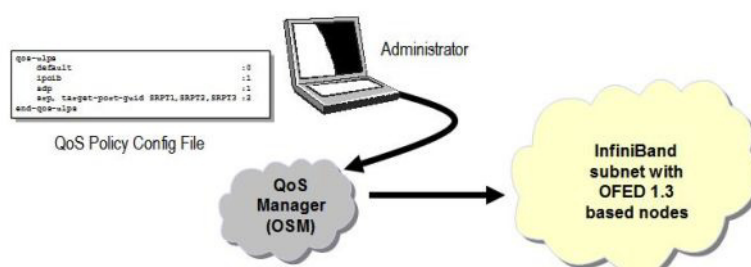 qos-ulps
default :0
ipoib :1
sdp :1
srp, target-port-guid SRPT1,SRPT2,SRPT3 :2
end-qos-ulps
QoS Policy Config File
Administrator
QoS
Manager
(OSM)
InfiniBand
subnet with
OFED 1.3
based nodes